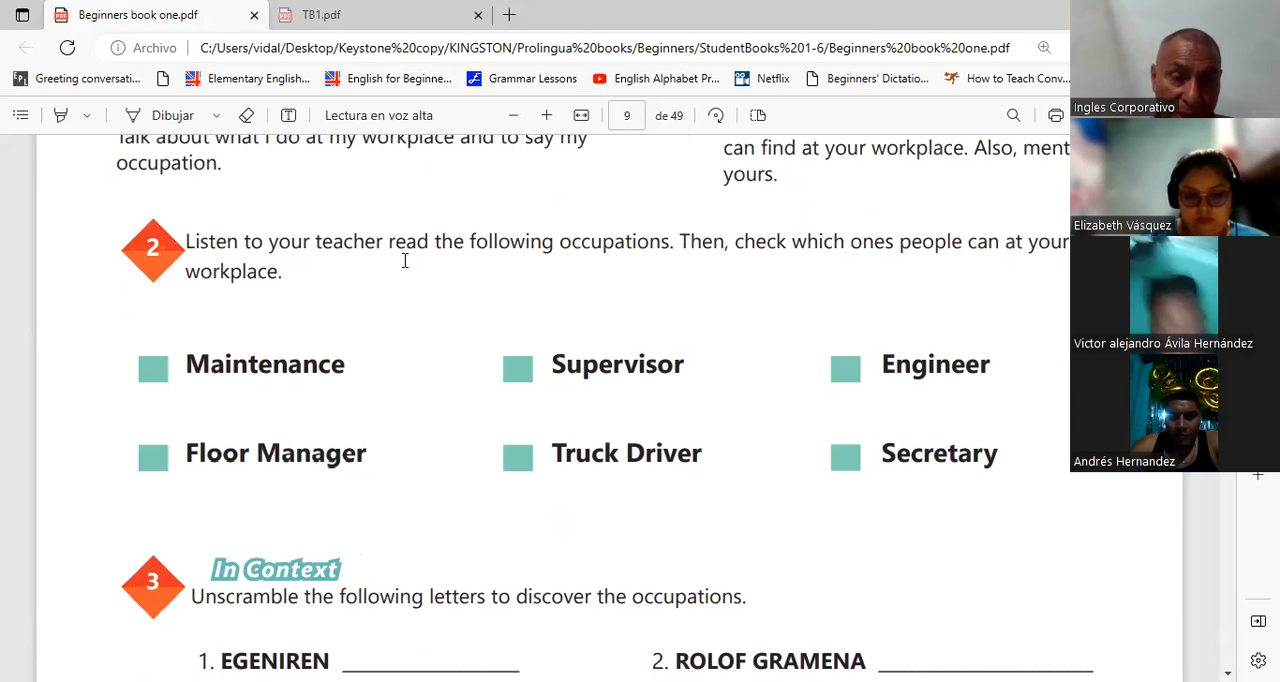 Beginners book one.pdf
TB1.pdf
Archivo
C:/Users/vidal/Desktop/Keystone%20copy/KINGSTON/Prolingua%20books/Beginners/StudentBooks%201-6/Beginners%20book%20one.pdf
Greeting conversati...
Elementary English...
English for Beginne...
Grammar Lessons
English Alphabet Pr...
Netflix
Beginners' Dictatio...
How to Teach Conv...
Dibujar
Lectura en voz alta
9
de 49
Talk about what I do at my workplace and to say my
occupation.
can find at your workplace. Also, ment
yours.
2
Listen to your teacher read the following occupations. Then, check which ones people can at your
workplace.
Maintenance
Supervisor
Engineer
Floor Manager
Truck Driver
Secretary
3
In Context
Unscramble the following letters to discover the occupations.
1. EGENIREN
2. ROLOF GRAMENA
Ingles Corporativo
Elizabeth Vásquez
Victor alejandro Ávila Hernández
Andrés Hernandez